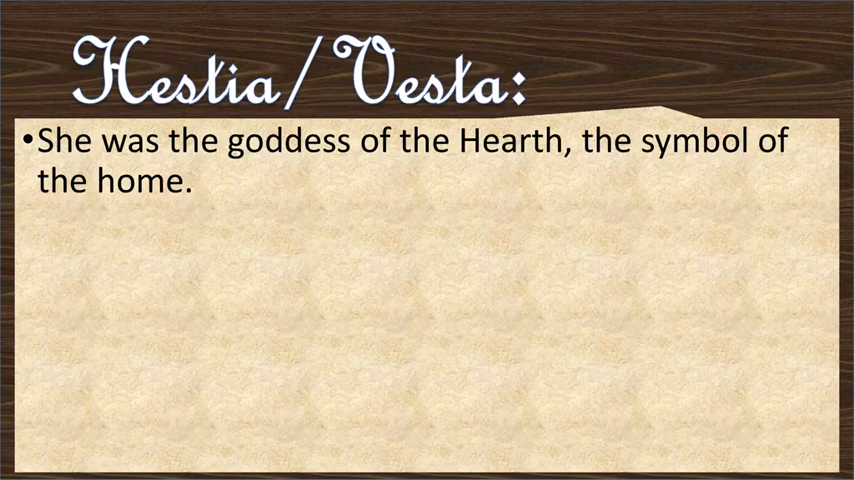 Hestia/Vesta:
•She was the goddess of the Hearth, the symbol of
the home.